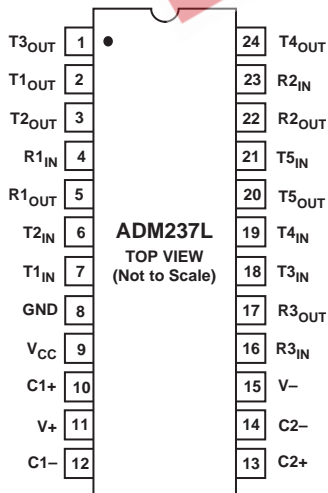 T3OUT 1 24 T4OUT
T1OUT 2 23 R2IN
T2OUT 3 22 R2OUT
R1IN 4 21 T5IN
R1OUT 5 20 T5OUT
T2IN 6 ADM237L 19 T4IN
TOP VIEW
T1IN 7 (Not to Scale) 18 T3IN
GND 8 17 R3OUT
VCC 9 16 R3IN
C1+ 10 15 V–
V+ 11 14 C2–
C1– 12 13 C2+